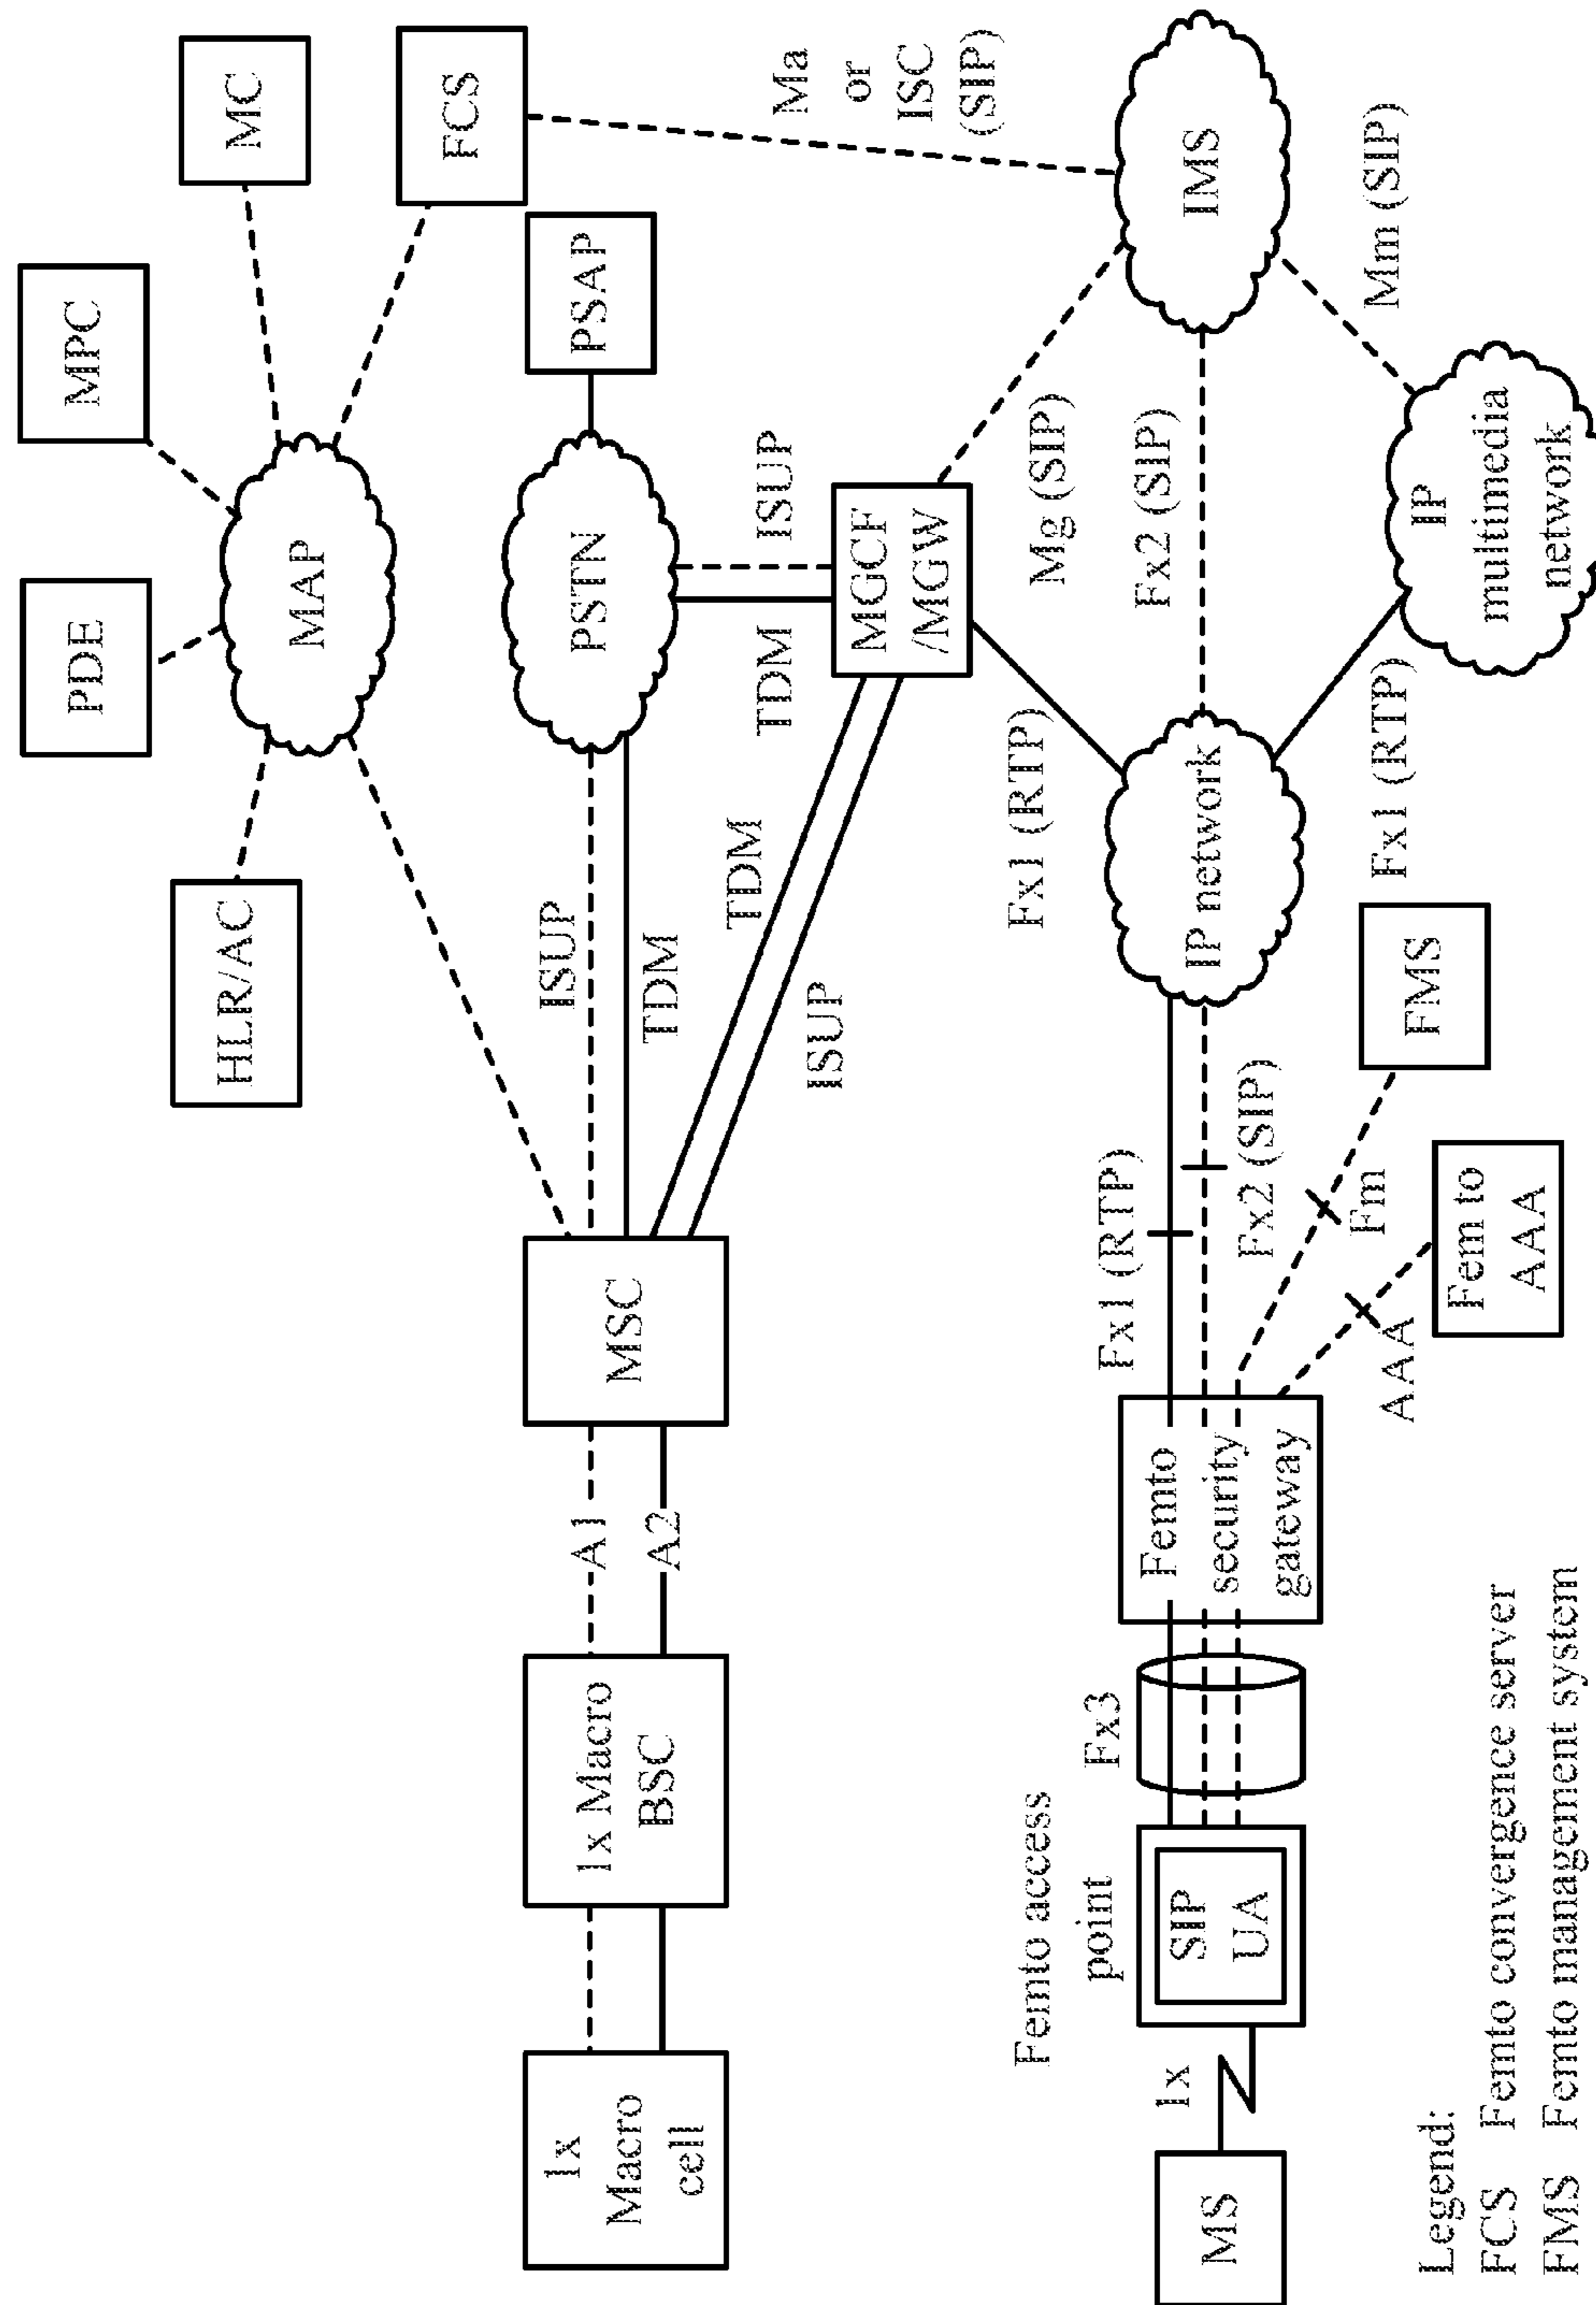 PDE
MPC
MC
HLR/AC
MAP
FCS
ISUP
TDM
PSTN
PSAP
1x
Macro
cell
1x Macro
BSC
A1
A2
MSC
TDM
ISUP
TDM
ISUP
MGCF
/MGW
Ma
or
ISC
(SIP)
Mg (SIP)
Fx1 (RTP)
Fx2 (SIP)
IMS
Femto access
point
Fx3
Fx1 (RTP)
MS
1x
SIP
UA
Femto
security
gateway
Fx2 (SIP)
IP network
Mm (SIP)
Fx1 (RTP)
Fm
AAA
FMS
Fem to
AAA
IP
multimedia
network
Legend:
FCS Femto convergence server
FMS Femto management system